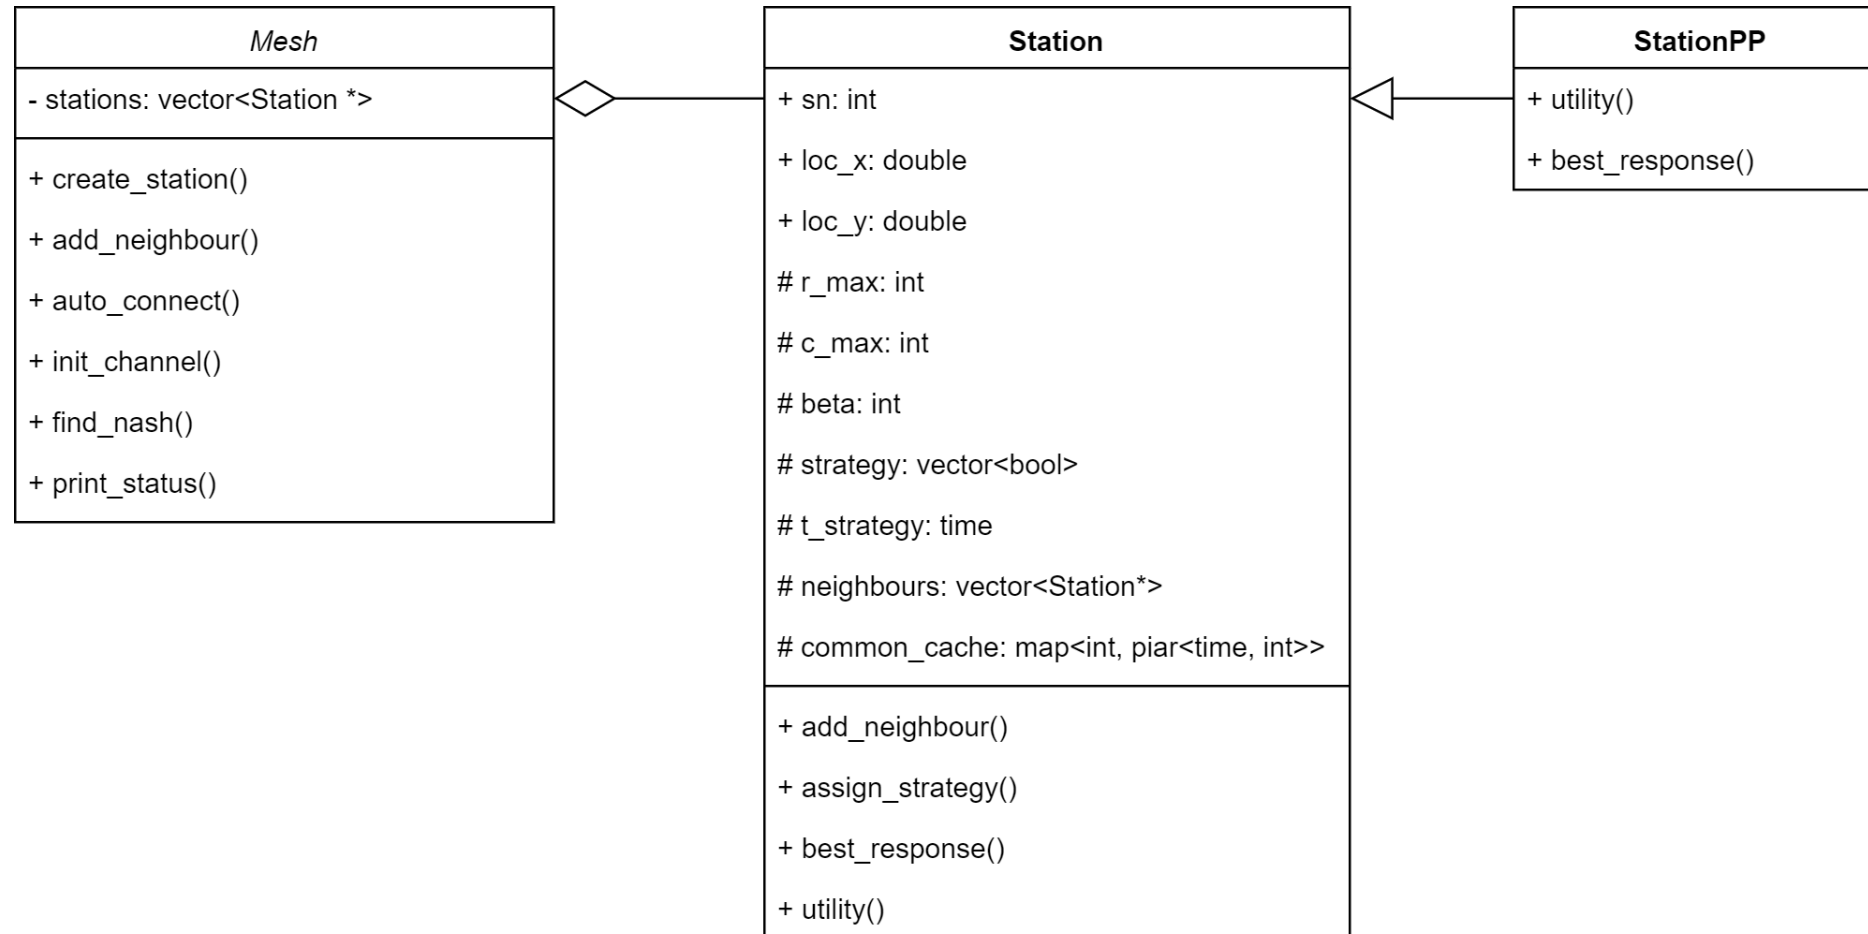 Mesh
- stations: vector<Station *>
+ create_station()
+ add_neighbour()
+ auto_connect()
+ init_channel()
+ find_nash()
+ print_status()
Station
+ sn: int
+ loc_x: double
+ loc_y: double
# r_max: int
# c_max: int
# beta: int
# strategy: vector<bool>
# t_strategy: time
# neighbours: vector<Station*>
# common_cache: map<int, piar<time, int>>
+ add_neighbour()
+ assign_strategy()
+ best_response()
+ utility()
StationPP
+ utility()
+ best_response()